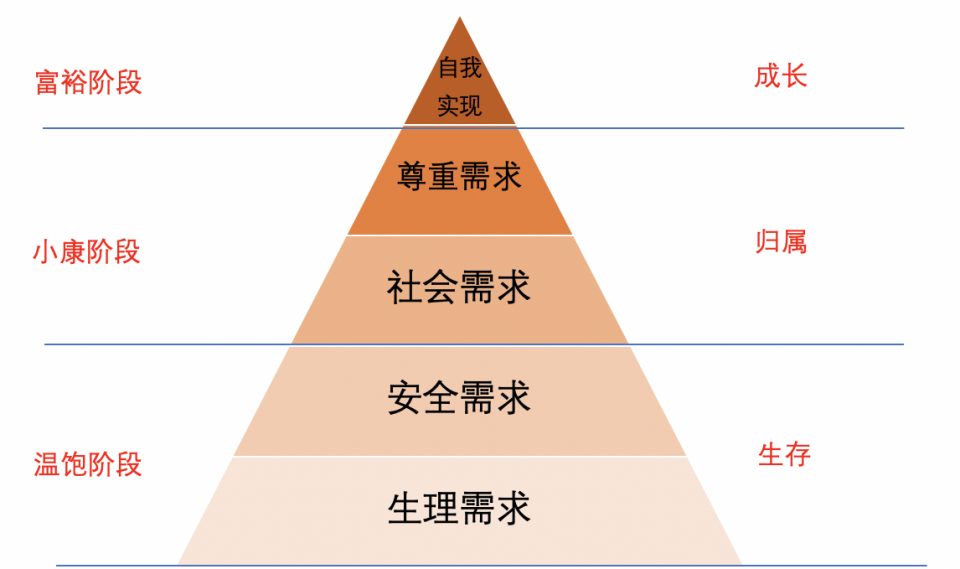 自我
实现
富裕阶段
成长
尊重需求
小康阶段
归属
社会需求
安全需求
温饱阶段
生存
生理需求